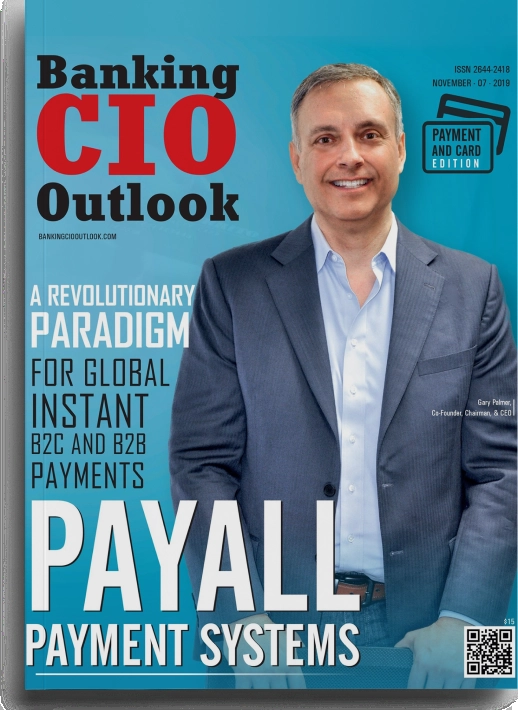 Banking
CIO
Outlook
BANKINGCIOOUTLOOK.COM
ISSN 2644-2418
NOVEMBER - 07 - 2019
PAYMENT
AND CARD
EDITION
A REVOLUTIONARY
PARADIGM
FOR GLOBAL
INSTANT
B2C AND B2B
PAYMENTS
Gary Palmer,
Co-Founder, Chairman, & CEO
PAYALL
PAYMENT SYSTEMS
$15